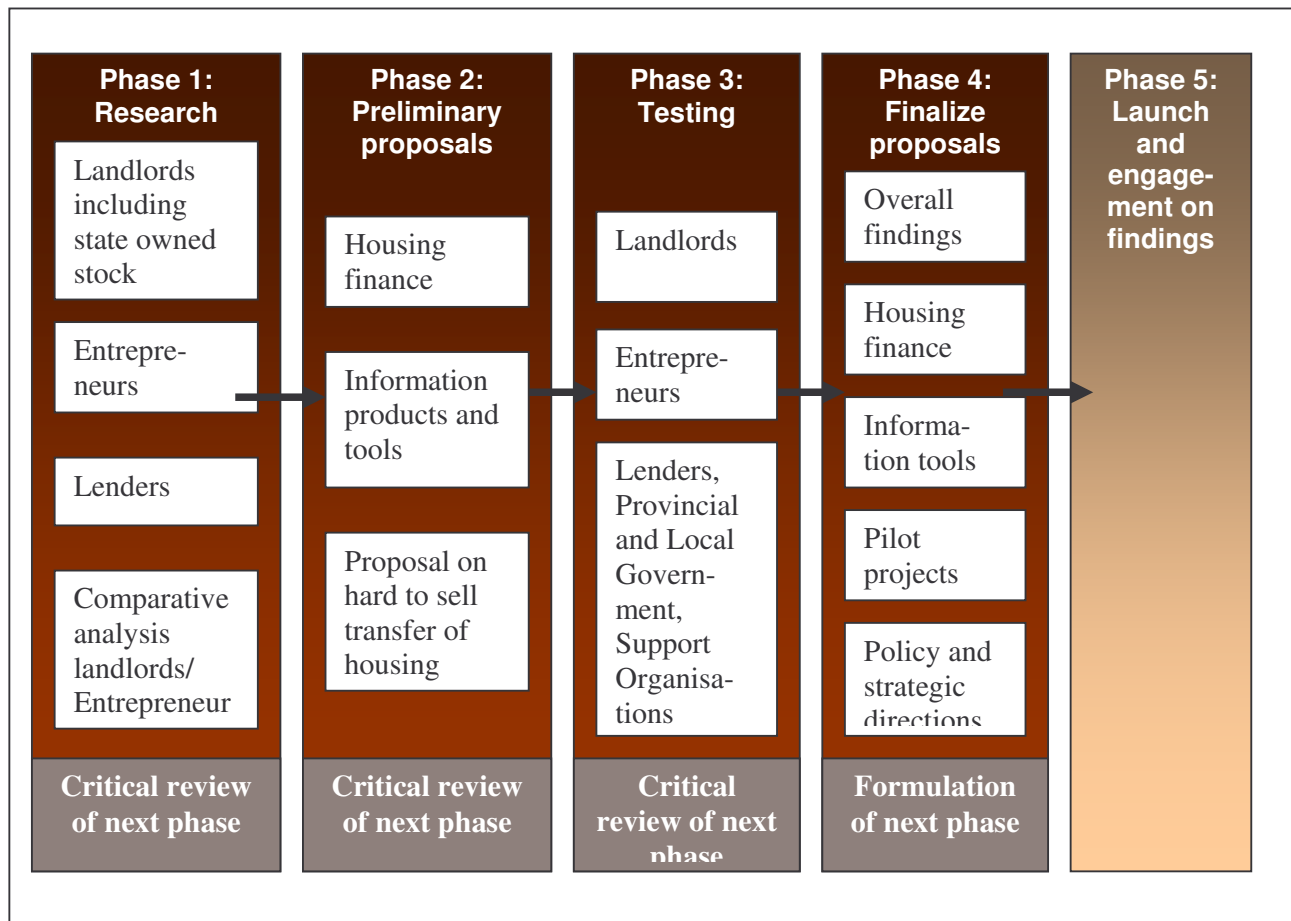 Phase 1:
Research
Landlords
including
state owned
stock
Entrepre-
neurs
Lenders
Comparative
analysis
landlords/
Entrepreneur
Critical review
of next phase
Phase 2:
Preliminary
proposals
Housing
finance
Information
products and
tools
Proposal on
hard to sell
transfer of
housing
Critical review
of next phase
Phase 3:
Testing
Landlords
Entrepre-
neurs
Lenders,
Provincial
and Local
Govern-
ment,
Support
Organisa-
tions
Critical
review of next
phase
Phase 4:
Finalize
proposals
Overall
findings
Housing
finance
Informa-
tion tools
Pilot
projects
Policy and
strategic
directions
Formulation
of next phase
Phase 5:
Launch
and
engage-
ment on
findings